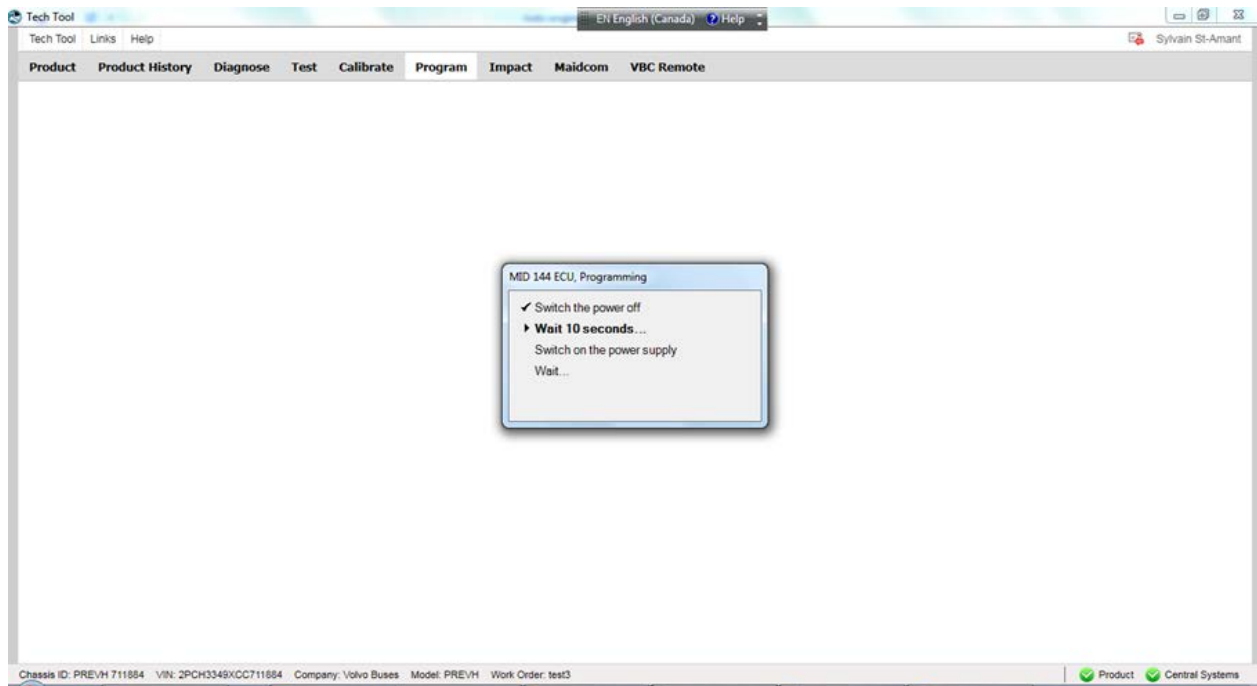 Tech Tool
EN English (Canada) Help
Tech Tool Links Help Sylvain St-Amant
Product Product History Diagnose Test Calibrate Program Impact Maidcom VBC Remote
MID 144 ECU, Programming
Switch the power off
Wait 10 seconds...
Switch on the power supply
Wait...
Chassis ID: PREVH 711884 VIN: 2PCH3349XCC711884 Company: Volvo Buses Model: PREVH Work Order: test3 Product Central Systems